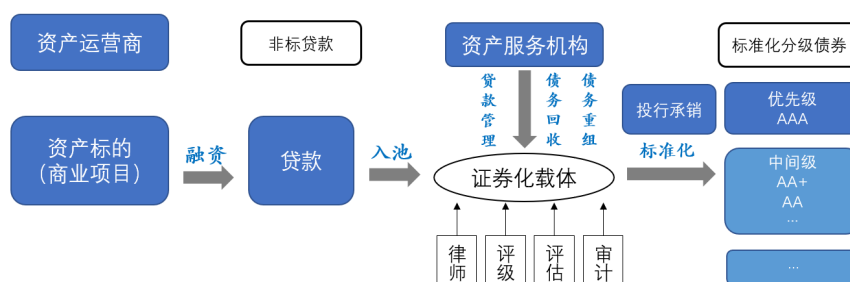 资产运营商
非标贷款
资产服务机构
标准化分级债券
贷款管理
债务回收
债务重组
投行承销
优先级
AAA
资产标的
(商业项目)
融资
贷款
入池
证券化载体
标准化
中间级
AA+
AA
...
律师
评级
评估
审计
...